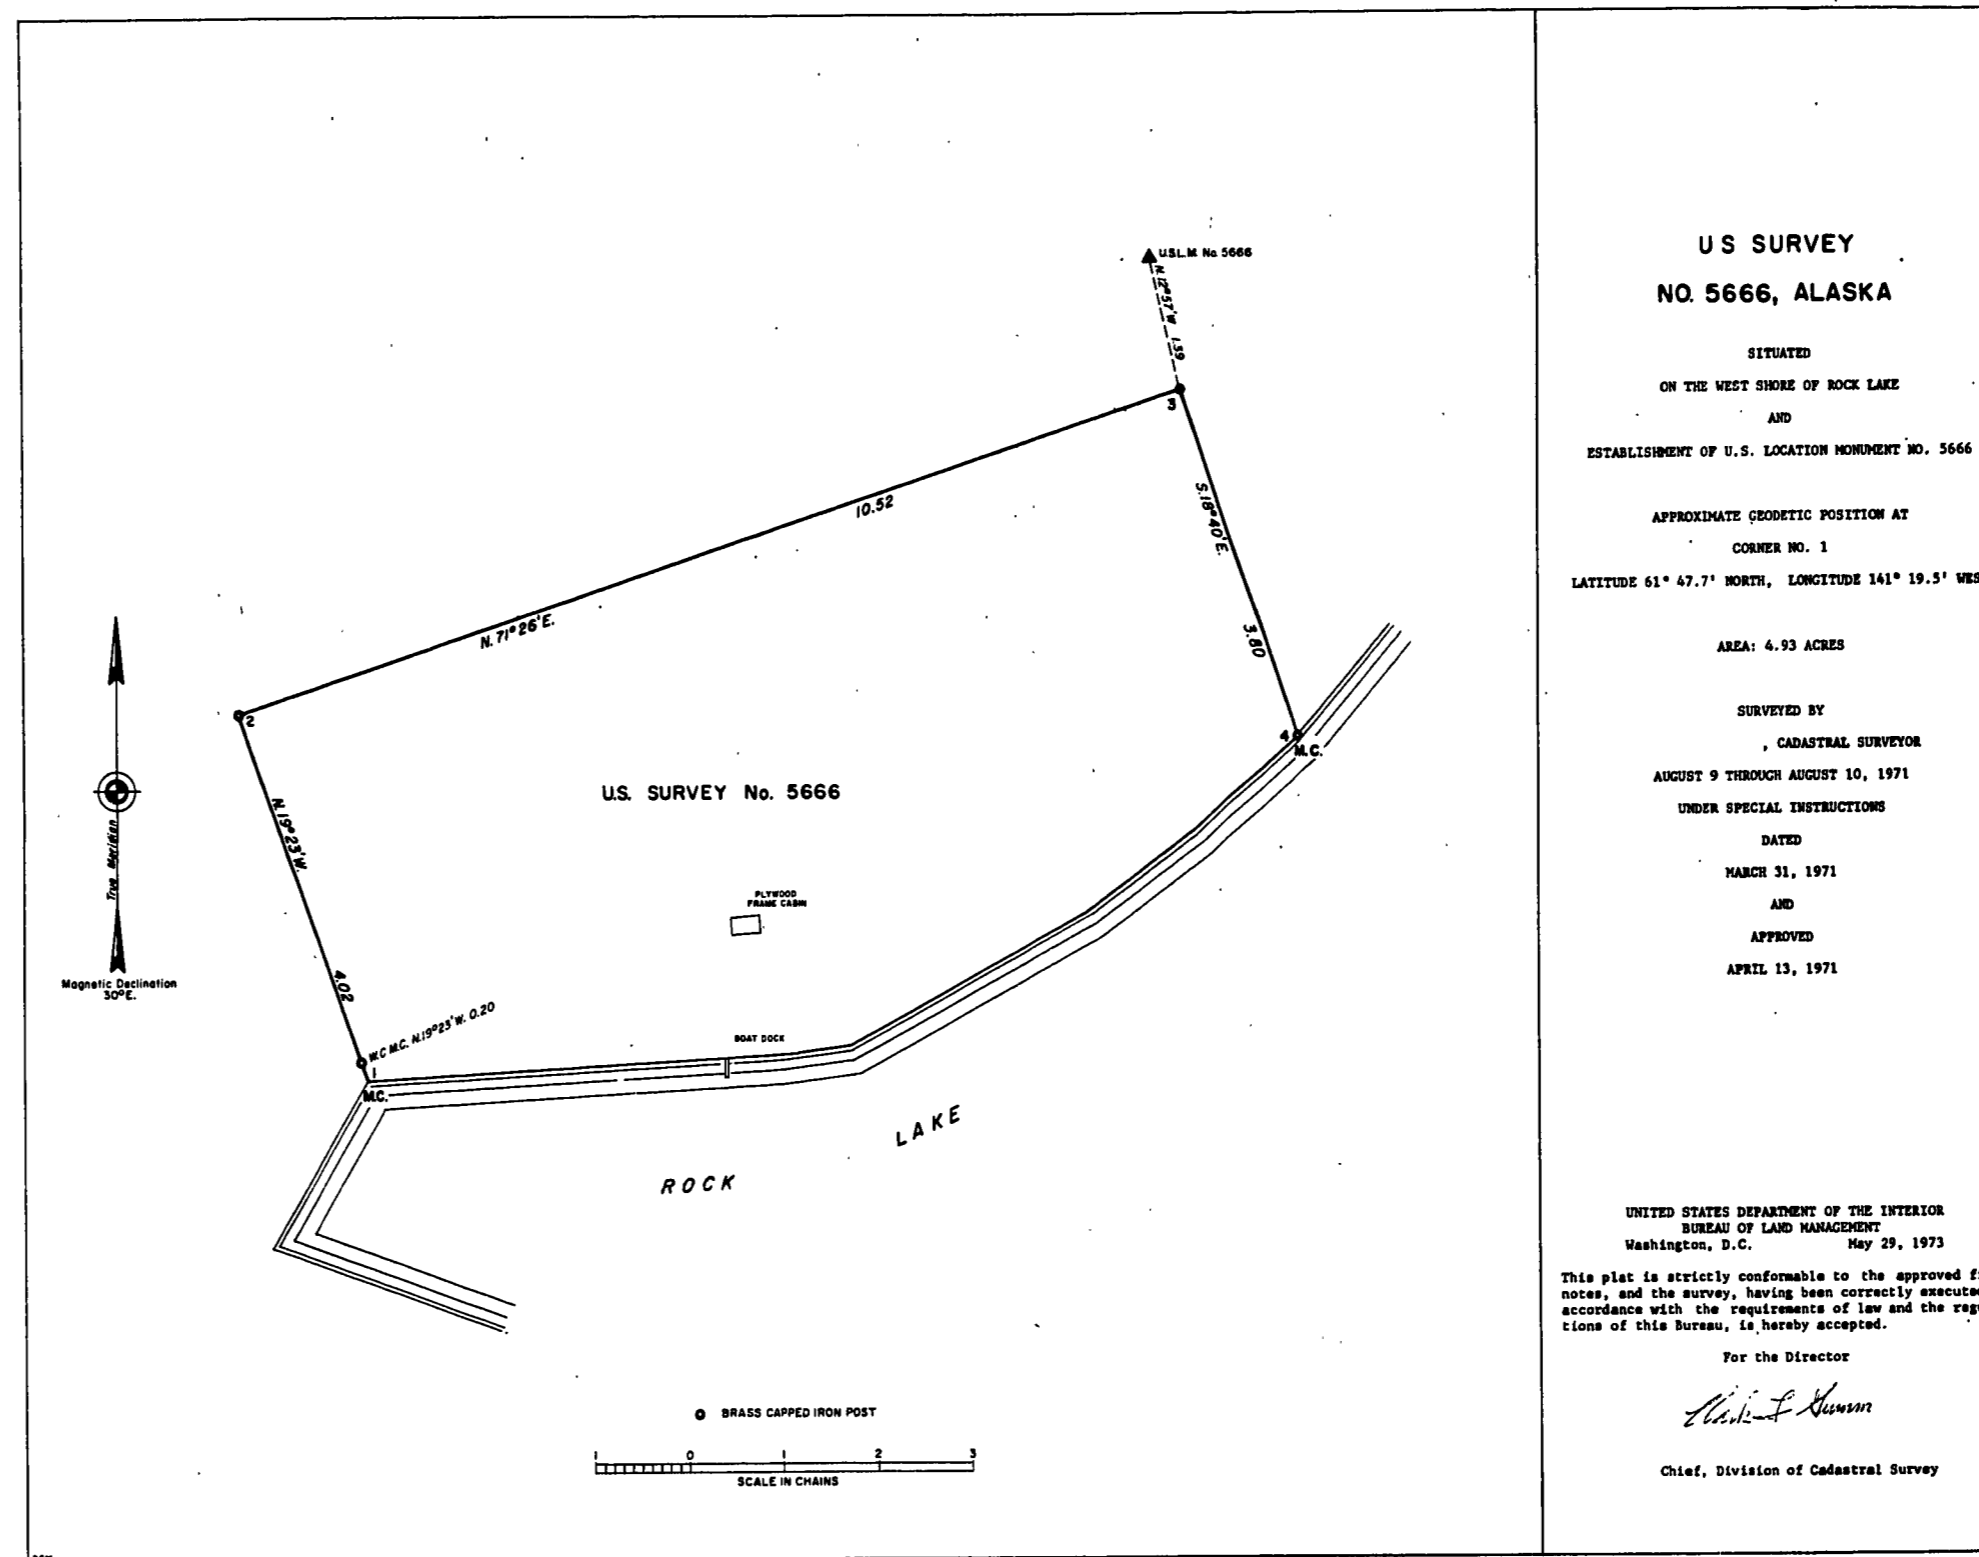 U.S.L.M. No. 5666
N.12°57'W. 1.39
3
10.52
S.18°40'E.
N.71°26'E.
3.80
2
4
M.C.
U.S. SURVEY No. 5666
N.19°23'W.
True Meridian
PLYWOOD
FRAME CABIN
Magnetic Declination
30°E.
4.02
W.C. M.C. N.19°23'W. 0.20
1
M.C.
BOAT DOCK
ROCK LAKE
BRASS CAPPED IRON POST
1 0 1 2 3
SCALE IN CHAINS
US SURVEY
NO. 5666, ALASKA
SITUATED
ON THE WEST SHORE OF ROCK LAKE
AND
ESTABLISHMENT OF U.S. LOCATION MONUMENT NO. 5666
APPROXIMATE GEODETIC POSITION AT
CORNER NO. 1
LATITUDE 61° 47.7' NORTH, LONGITUDE 141° 19.5' WES
AREA: 4.93 ACRES
SURVEYED BY
, CADASTRAL SURVEYOR
AUGUST 9 THROUGH AUGUST 10, 1971
UNDER SPECIAL INSTRUCTIONS
DATED
MARCH 31, 1971
AND
APPROVED
APRIL 13, 1971
UNITED STATES DEPARTMENT OF THE INTERIOR
BUREAU OF LAND MANAGEMENT
Washington, D.C. May 29, 1973
This plat is strictly conformable to the approved f
notes, and the survey, having been correctly execute
accordance with the requirements of law and the reg
tions of this Bureau, is hereby accepted.
For the Director
Chief, Division of Cadastral Survey